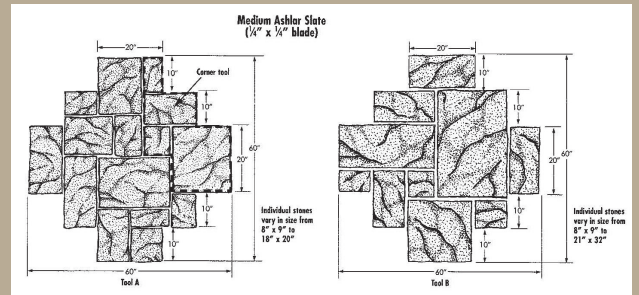 Medium Ashlar Slate
(¼" x ¼" blade)
20"
10"
Corner tool
10"
60"
20"
10"
10"
Individual stones
vary in size from
8" x 9" to
18" x 20"
60"
Tool A
20"
10"
10"
60"
20"
10"
10"
Individual stones
vary in size from
8" x 9" to
21" x 32"
60"
Tool B